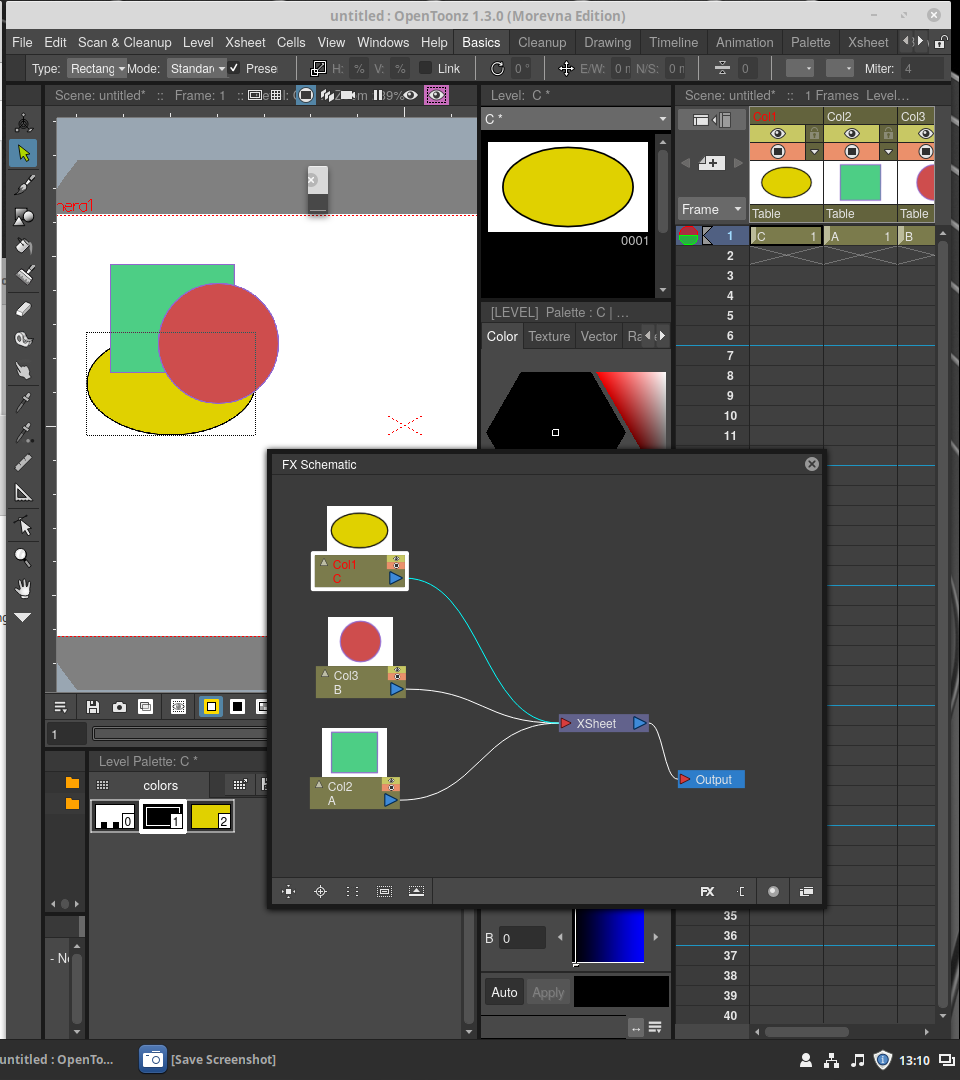 untitled : OpenToonz 1.3.0 (Morevna Edition)
File Edit Scan & Cleanup Level Xsheet Cells View Windows Help Basics Cleanup Drawing Timeline Animation Palette Xsheet
Type: Rectang Mode: Standar Prese H: % V: % Link 0 ° E/W: 0 N/S: 0 0 Miter: 4
Scene: untitled* :: Frame: 1 :: Level: 89%
Level: C *
Scene: untitled* :: 1 Frames Level…
C *
Col1 Col2 Col3
mera1
0001
Frame
Table Table Table
1 C 1 A 1 B
2
3
[LEVEL] Palette : C | …
4
5
Color Texture Vector Ra
6
7
8
9
10
11
FX Schematic
Col1
C
Col3
B
XSheet
Col2
A
Output
FX
1
Level Palette: C *
colors
0 1 2
35
B 0
36
- N
37
38
Auto Apply
39
40
untitled : OpenTo... [Save Screenshot] 13:10